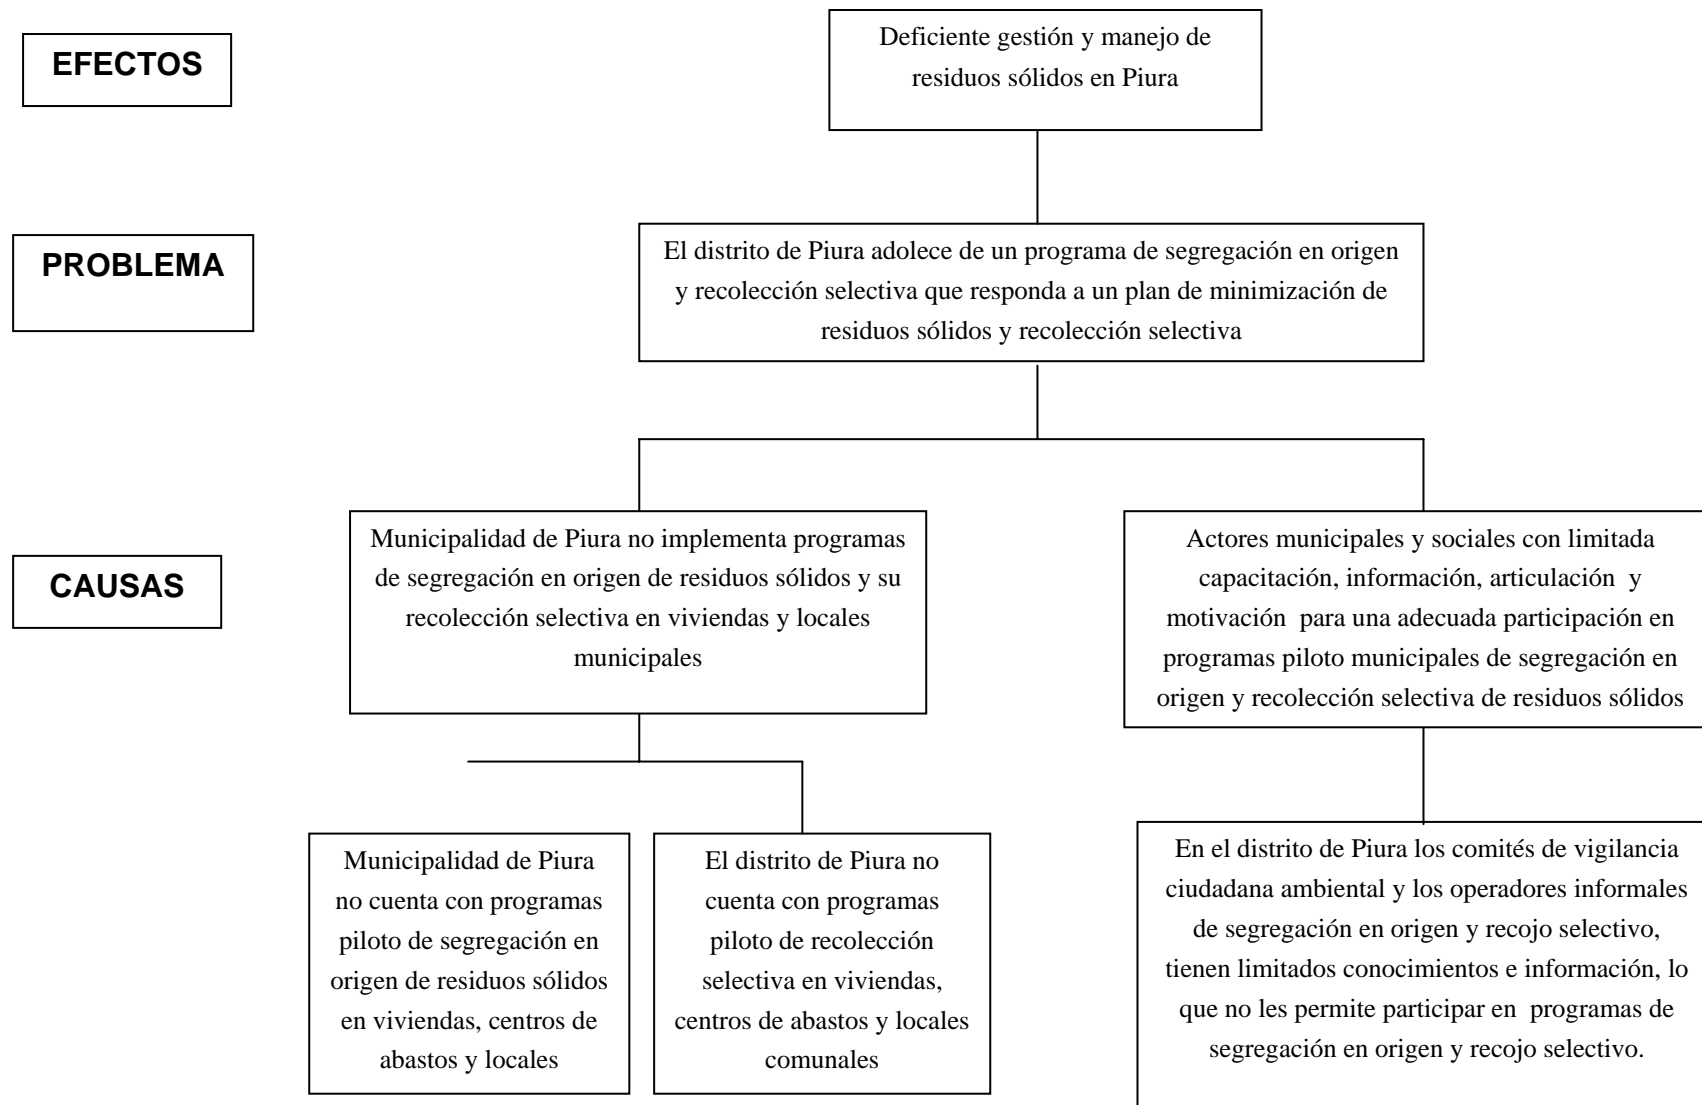 EFECTOS
Deficiente gestión y manejo de
residuos sólidos en Piura
PROBLEMA
El distrito de Piura adolece de un programa de segregación en origen
y recolección selectiva que responda a un plan de minimización de
residuos sólidos y recolección selectiva
CAUSAS
Municipalidad de Piura no implementa programas
de segregación en origen de residuos sólidos y su
recolección selectiva en viviendas y locales
municipales
Actores municipales y sociales con limitada
capacitación, información, articulación y
motivación para una adecuada participación en
programas piloto municipales de segregación en
origen y recolección selectiva de residuos sólidos
Municipalidad de Piura
no cuenta con programas
piloto de segregación en
origen de residuos sólidos
en viviendas, centros de
abastos y locales
El distrito de Piura no
cuenta con programas
piloto de recolección
selectiva en viviendas,
centros de abastos y locales
comunales
En el distrito de Piura los comités de vigilancia
ciudadana ambiental y los operadores informales
de segregación en origen y recojo selectivo,
tienen limitados conocimientos e información, lo
que no les permite participar en programas de
segregación en origen y recojo selectivo.